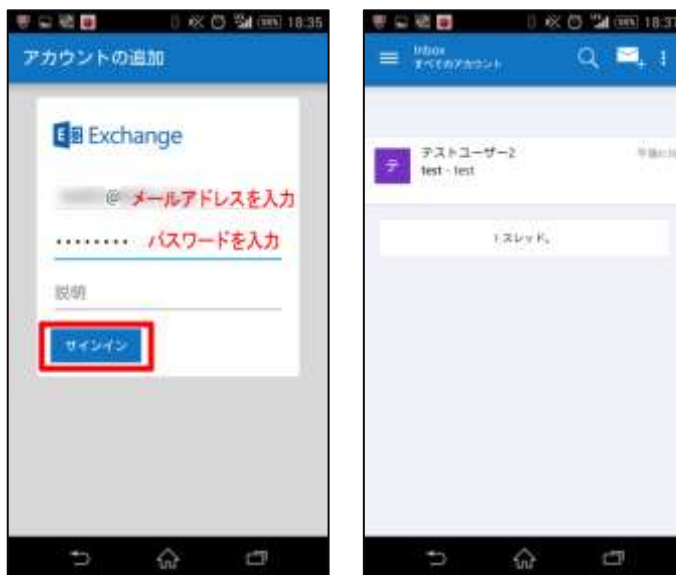 18:35
アカウントの追加
Exchange
@ メールアドレスを入力
パスワードを入力
説明
サインイン
18:37
Inbox
すべてのアカウント
テストユーザー2
test - test
テ
1 スレッド。